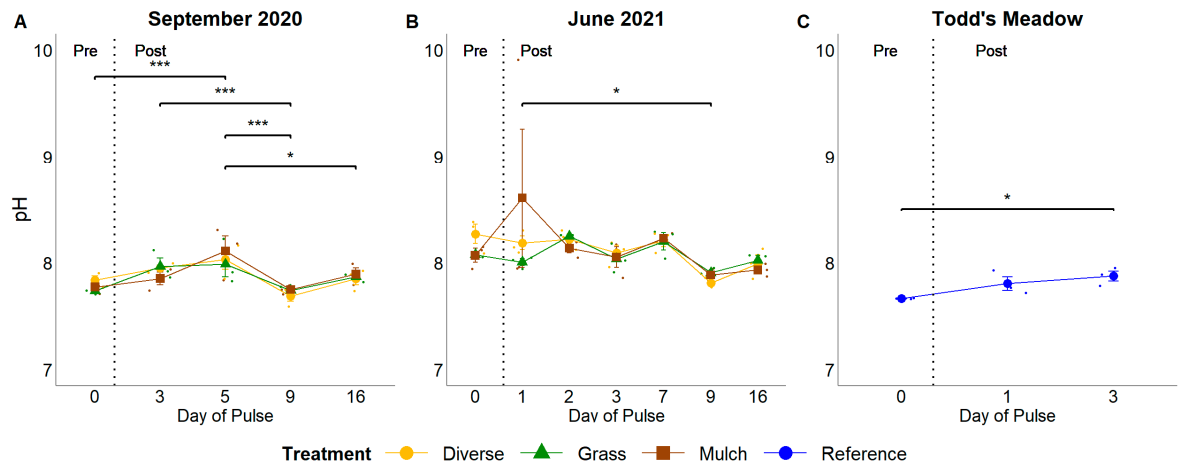 A September 2020
B June 2021
C Todd's Meadow
pH
10
9
8
7
Pre Post
***
***
***
*
0 3 5 9 16
Day of Pulse
10
9
8
7
Pre Post
*
0 1 2 3 7 9 16
Day of Pulse
10
9
8
7
Pre Post
*
0 1 3
Day of Pulse
Treatment Diverse Grass Mulch Reference